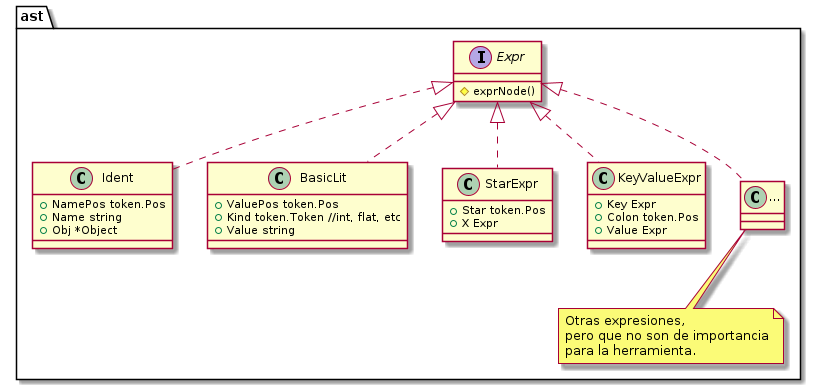 ast
I Expr
exprNode()
C Ident
NamePos token.Pos
Name string
Obj *Object
C BasicLit
ValuePos token.Pos
Kind token.Token //int, flat, etc
Value string
C StarExpr
Star token.Pos
X Expr
C KeyValueExpr
Key Expr
Colon token.Pos
Value Expr
C ...
Otras expresiones,
pero que no son de importancia
para la herramienta.